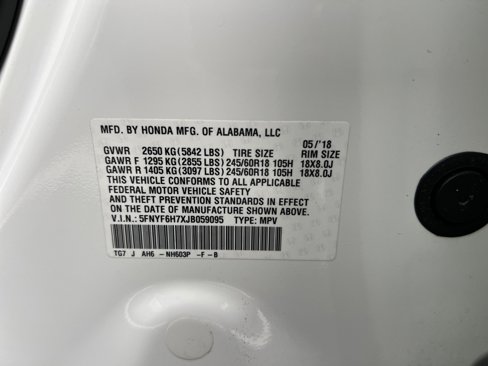 MFD. BY HONDA MFG. OF ALABAMA, LLC
05/'18
GVWR 2650 KG (5842 LBS) TIRE SIZE RIM SIZE
GAWR F 1295 KG (2855 LBS) 245/60R18 105H 18X8.0J
GAWR R 1405 KG (3097 LBS) 245/60R18 105H 18X8.0J
THIS VEHICLE CONFORMS TO ALL APPLICABLE
FEDERAL MOTOR VEHICLE SAFETY
AND THEFT PREVENTION STANDARDS IN EFFECT
ON THE DATE OF MANUFACTURE SHOWN ABOVE.
V.I.N.: 5FNYF6H7XJB059095 TYPE: MPV
TG7 J AH6 -NH603P -F-B